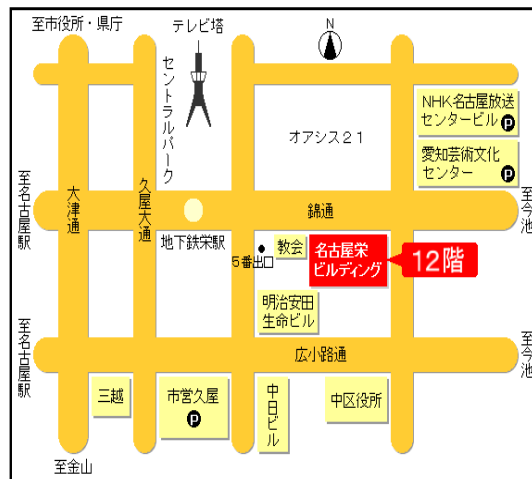 至市役所・県庁
テレビ塔
N
セントラルパーク
NHK名古屋放送
センタービル P
オアシス21
愛知芸術文化
センター P
至名古屋駅
大津通
久屋大通
錦通
至今池
地下鉄栄駅
5番出口
教会
名古屋栄
ビルディング
12階
明治安田
生命ビル
至名古屋駅
広小路通
至今池
三越
市営久屋
P
中日ビル
中区役所
至金山